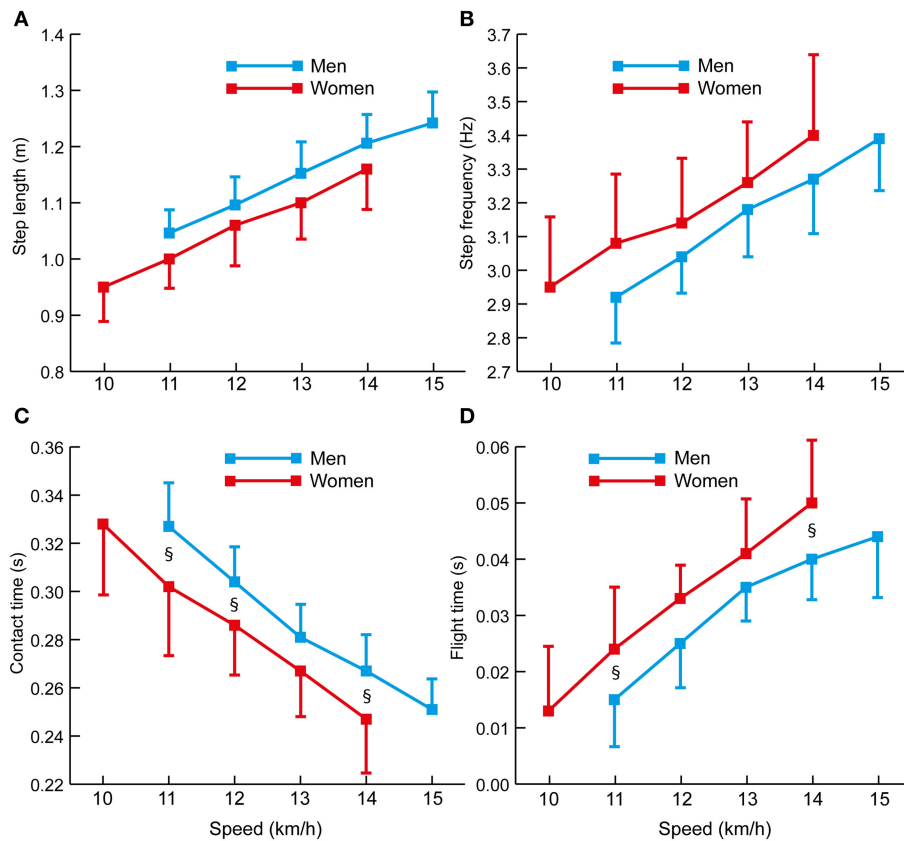 A
Step length (m)
1.4
1.3
1.2
1.1
1.0
0.9
0.8
Men
Women
10 11 12 13 14 15
B
Step frequency (Hz)
3.7
3.6
3.5
3.4
3.3
3.2
3.1
3.0
2.9
2.8
2.7
Men
Women
10 11 12 13 14 15
C
Contact time (s)
0.36
0.34
0.32
0.30
0.28
0.26
0.24
0.22
Men
Women
§
§
§
10 11 12 13 14 15
Speed (km/h)
D
Flight time (s)
0.06
0.05
0.04
0.03
0.02
0.01
0.00
Men
Women
§
§
10 11 12 13 14 15
Speed (km/h)